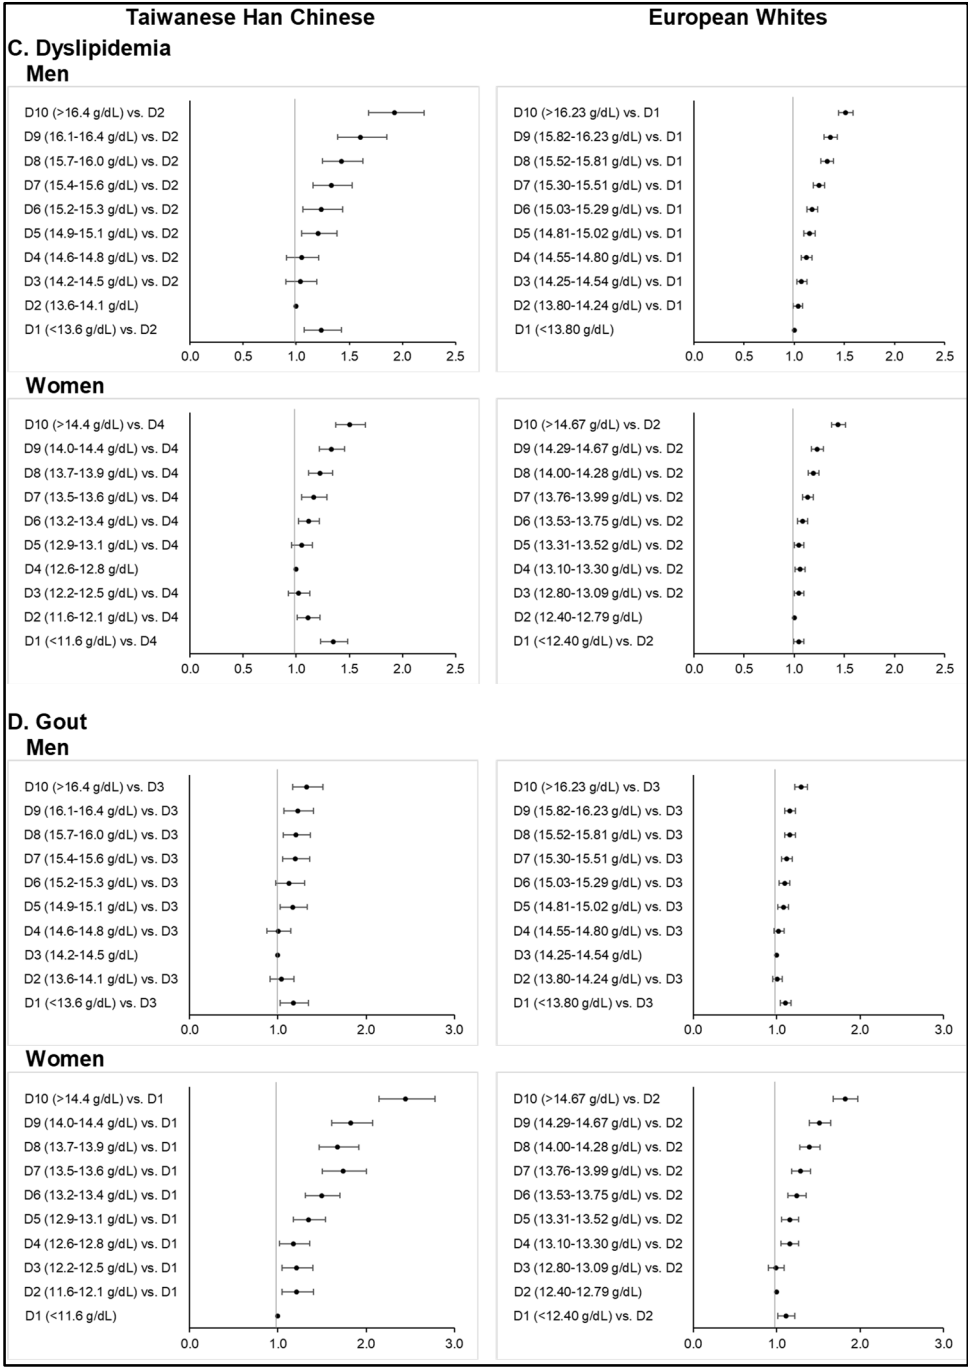 Taiwanese Han Chinese
European Whites
C. Dyslipidemia
Men
D10 (>16.4 g/dL) vs. D2
D9 (16.1-16.4 g/dL) vs. D2
D8 (15.7-16.0 g/dL) vs. D2
D7 (15.4-15.6 g/dL) vs. D2
D6 (15.2-15.3 g/dL) vs. D2
D5 (14.9-15.1 g/dL) vs. D2
D4 (14.6-14.8 g/dL) vs. D2
D3 (14.2-14.5 g/dL) vs. D2
D2 (13.6-14.1 g/dL)
D1 (<13.6 g/dL) vs. D2
0.0 0.5 1.0 1.5 2.0 2.5
D10 (>16.23 g/dL) vs. D1
D9 (15.82-16.23 g/dL) vs. D1
D8 (15.52-15.81 g/dL) vs. D1
D7 (15.30-15.51 g/dL) vs. D1
D6 (15.03-15.29 g/dL) vs. D1
D5 (14.81-15.02 g/dL) vs. D1
D4 (14.55-14.80 g/dL) vs. D1
D3 (14.25-14.54 g/dL) vs. D1
D2 (13.80-14.24 g/dL) vs. D1
D1 (<13.80 g/dL)
0.0 0.5 1.0 1.5 2.0 2.5
Women
D10 (>14.4 g/dL) vs. D4
D9 (14.0-14.4 g/dL) vs. D4
D8 (13.7-13.9 g/dL) vs. D4
D7 (13.5-13.6 g/dL) vs. D4
D6 (13.2-13.4 g/dL) vs. D4
D5 (12.9-13.1 g/dL) vs. D4
D4 (12.6-12.8 g/dL)
D3 (12.2-12.5 g/dL) vs. D4
D2 (11.6-12.1 g/dL) vs. D4
D1 (<11.6 g/dL) vs. D4
0.0 0.5 1.0 1.5 2.0 2.5
D10 (>14.67 g/dL) vs. D2
D9 (14.29-14.67 g/dL) vs. D2
D8 (14.00-14.28 g/dL) vs. D2
D7 (13.76-13.99 g/dL) vs. D2
D6 (13.53-13.75 g/dL) vs. D2
D5 (13.31-13.52 g/dL) vs. D2
D4 (13.10-13.30 g/dL) vs. D2
D3 (12.80-13.09 g/dL) vs. D2
D2 (12.40-12.79 g/dL)
D1 (<12.40 g/dL) vs. D2
0.0 0.5 1.0 1.5 2.0 2.5
D. Gout
Men
D10 (>16.4 g/dL) vs. D3
D9 (16.1-16.4 g/dL) vs. D3
D8 (15.7-16.0 g/dL) vs. D3
D7 (15.4-15.6 g/dL) vs. D3
D6 (15.2-15.3 g/dL) vs. D3
D5 (14.9-15.1 g/dL) vs. D3
D4 (14.6-14.8 g/dL) vs. D3
D3 (14.2-14.5 g/dL)
D2 (13.6-14.1 g/dL) vs. D3
D1 (<13.6 g/dL) vs. D3
0.0 1.0 2.0 3.0
D10 (>16.23 g/dL) vs. D3
D9 (15.82-16.23 g/dL) vs. D3
D8 (15.52-15.81 g/dL) vs. D3
D7 (15.30-15.51 g/dL) vs. D3
D6 (15.03-15.29 g/dL) vs. D3
D5 (14.81-15.02 g/dL) vs. D3
D4 (14.55-14.80 g/dL) vs. D3
D3 (14.25-14.54 g/dL)
D2 (13.80-14.24 g/dL) vs. D3
D1 (<13.80 g/dL) vs. D3
0.0 1.0 2.0 3.0
Women
D10 (>14.4 g/dL) vs. D1
D9 (14.0-14.4 g/dL) vs. D1
D8 (13.7-13.9 g/dL) vs. D1
D7 (13.5-13.6 g/dL) vs. D1
D6 (13.2-13.4 g/dL) vs. D1
D5 (12.9-13.1 g/dL) vs. D1
D4 (12.6-12.8 g/dL) vs. D1
D3 (12.2-12.5 g/dL) vs. D1
D2 (11.6-12.1 g/dL) vs. D1
D1 (<11.6 g/dL)
0.0 1.0 2.0 3.0
D10 (>14.67 g/dL) vs. D2
D9 (14.29-14.67 g/dL) vs. D2
D8 (14.00-14.28 g/dL) vs. D2
D7 (13.76-13.99 g/dL) vs. D2
D6 (13.53-13.75 g/dL) vs. D2
D5 (13.31-13.52 g/dL) vs. D2
D4 (13.10-13.30 g/dL) vs. D2
D3 (12.80-13.09 g/dL) vs. D2
D2 (12.40-12.79 g/dL)
D1 (<12.40 g/dL) vs. D2
0.0 1.0 2.0 3.0